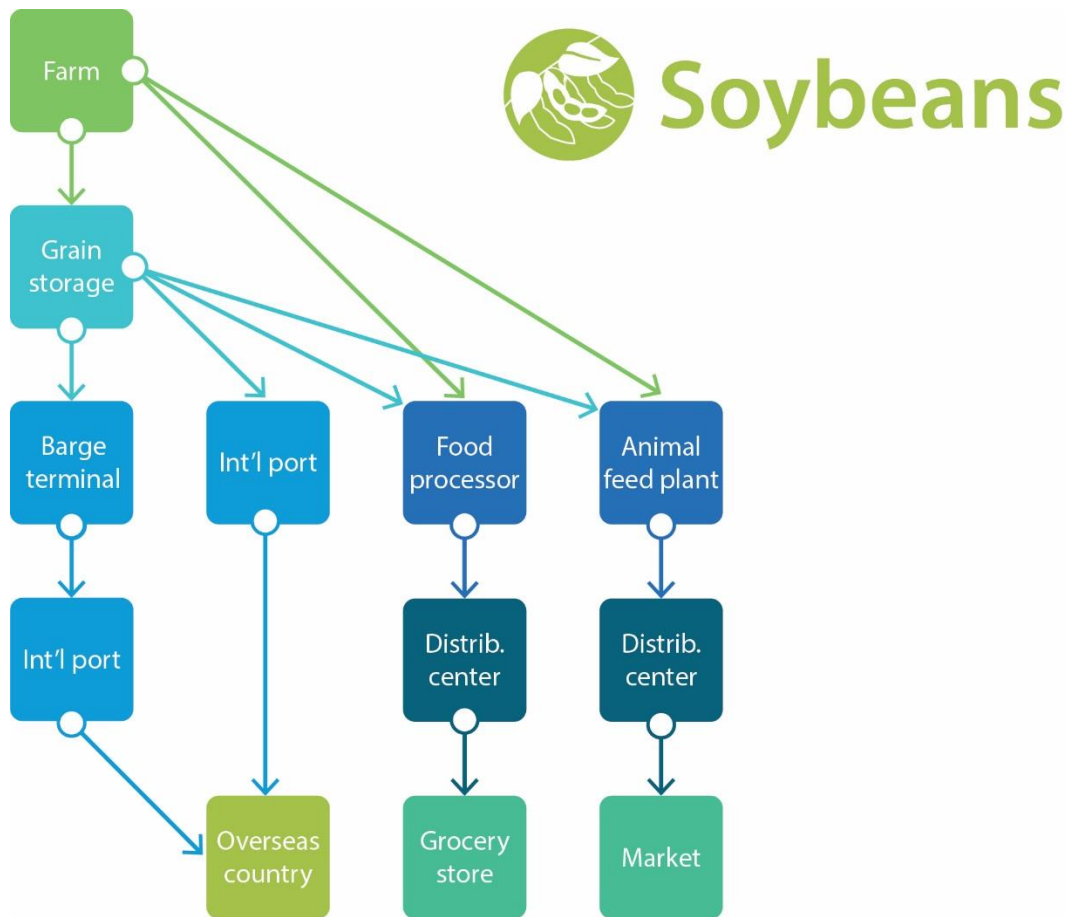 Farm
Soybeans
Grain
storage
Barge
terminal
Int'l port
Food
processor
Animal
feed plant
Int'l port
Distrib.
center
Distrib.
center
Overseas
country
Grocery
store
Market